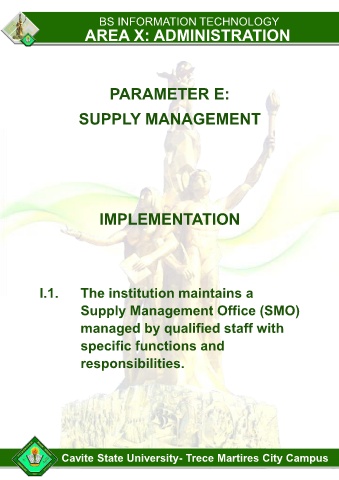 BS INFORMATION TECHNOLOGY
AREA X: ADMINISTRATION
PARAMETER E:
SUPPLY MANAGEMENT
IMPLEMENTATION
I.1. The institution maintains a
Supply Management Office (SMO)
managed by qualified staff with
specific functions and
responsibilities.
Cavite State University- Trece Martires City Campus